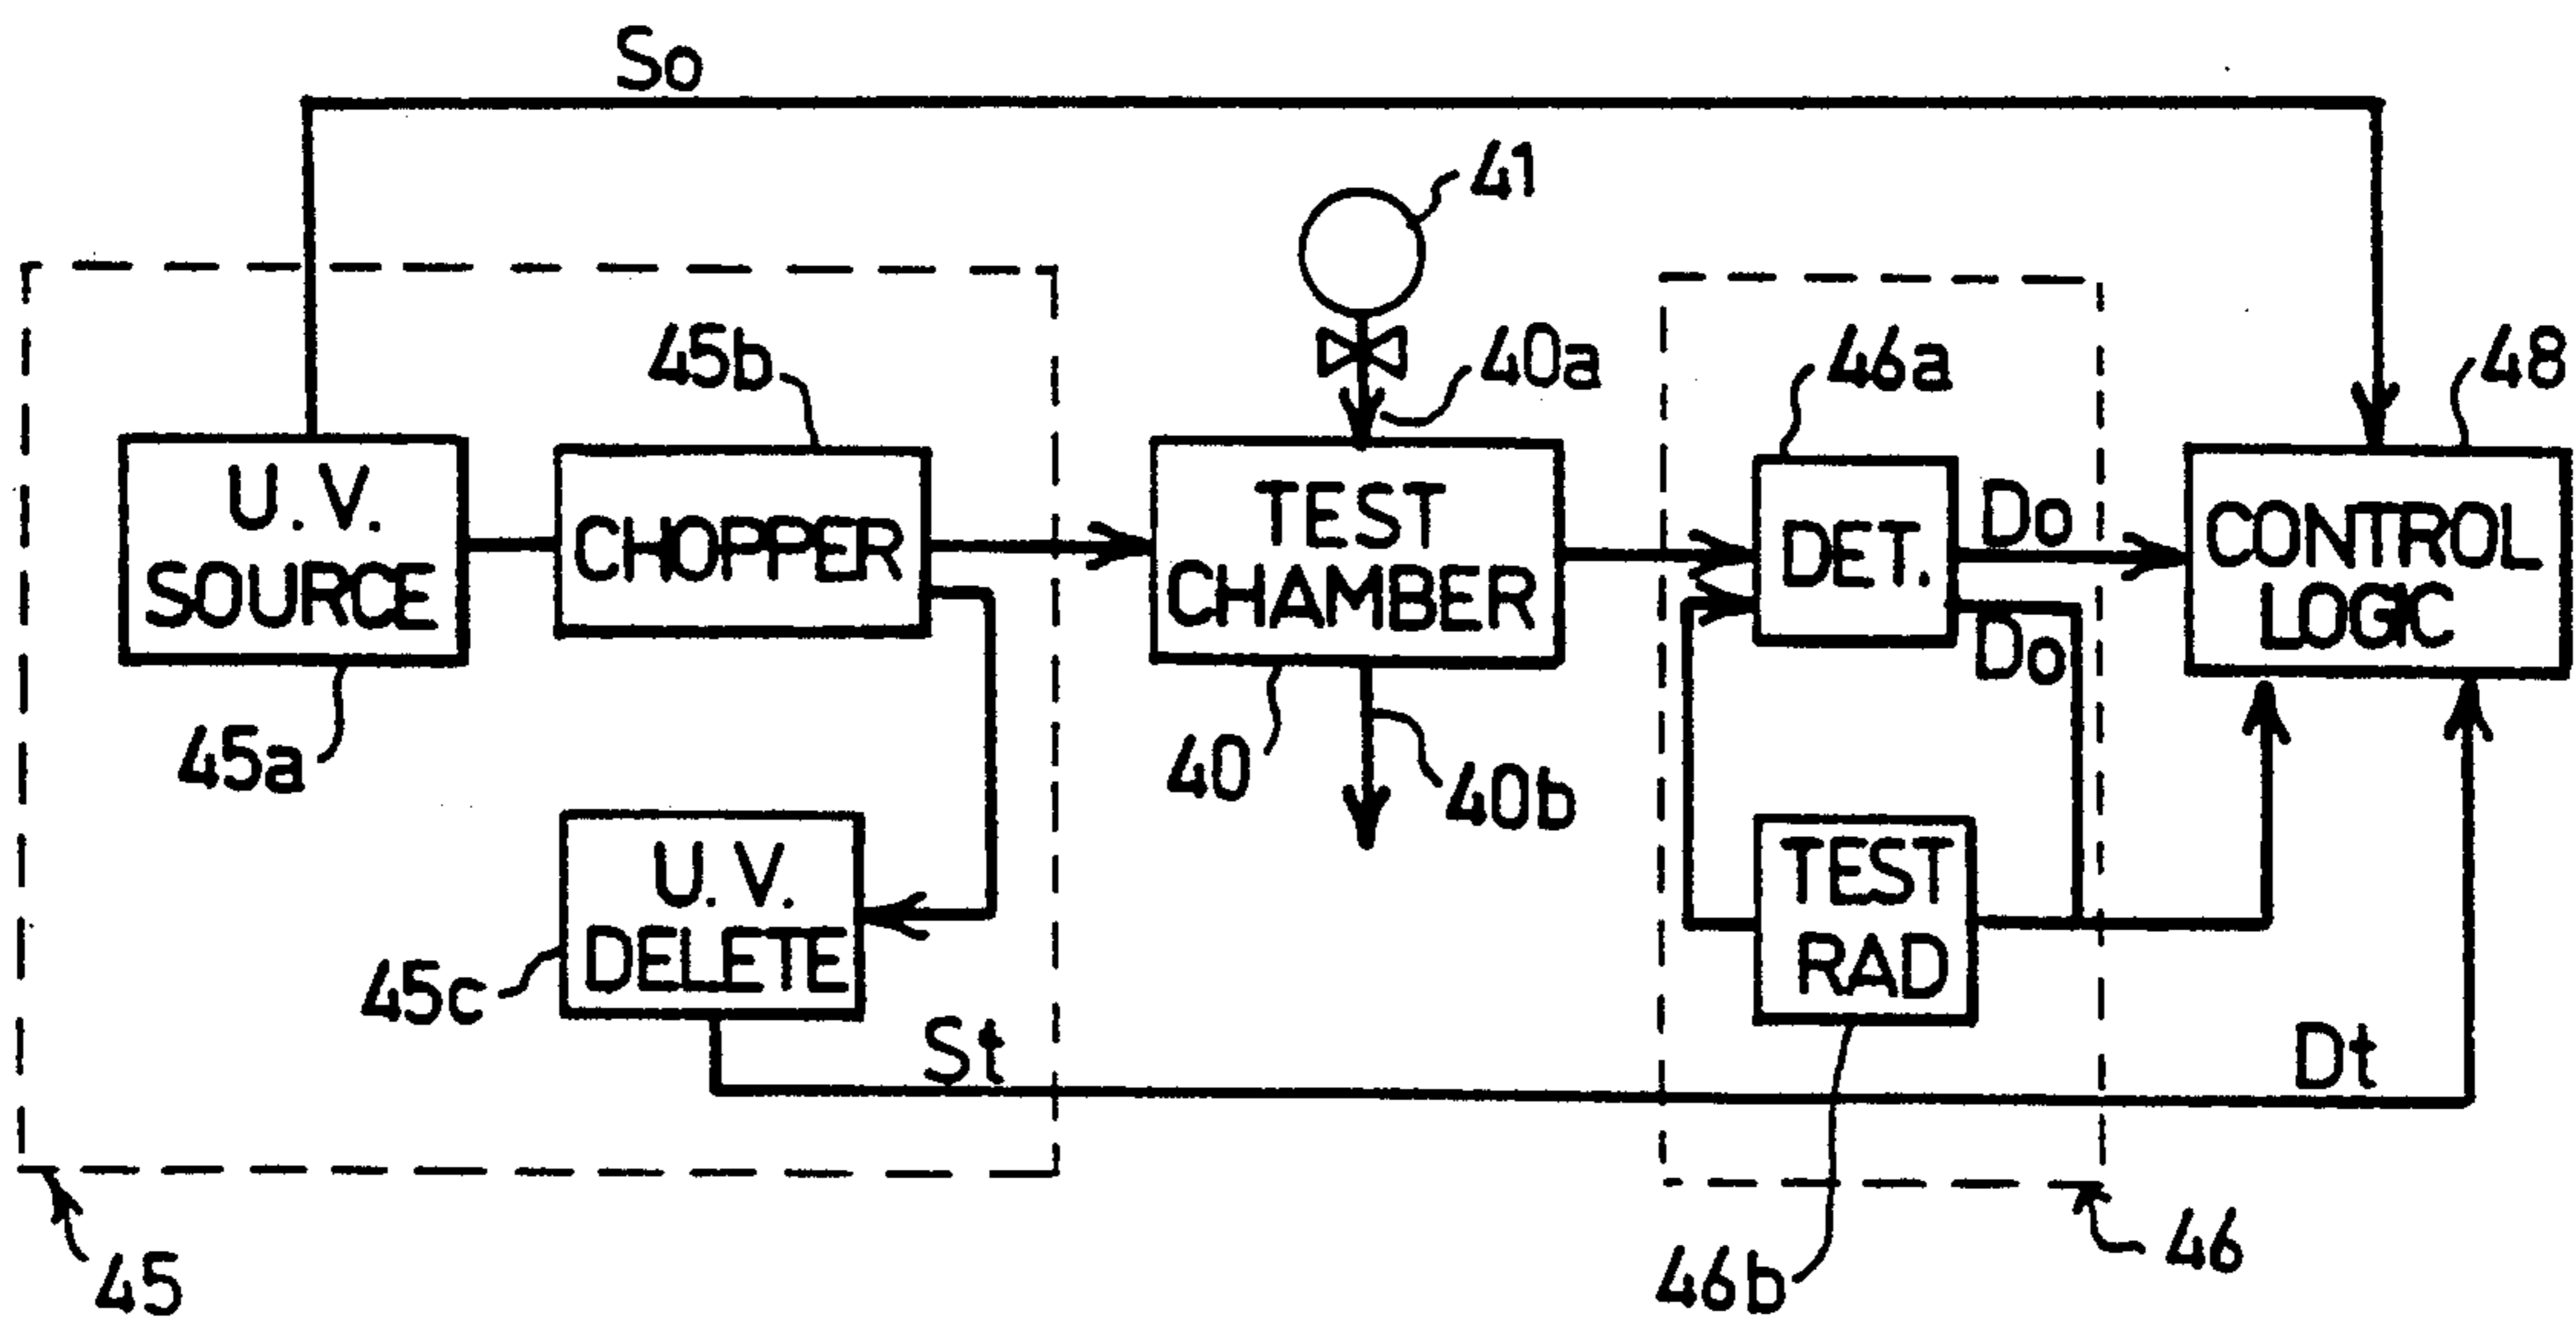 So
41
45b
40a
46a
48
U. V.
SOURCE
CHOPPER
TEST
CHAMBER
DET.
Do
Do
CONTROL
LOGIC
45a
40
40b
U. V.
DELETE
45c
TEST
RAD
St
Dt
45
46b
46